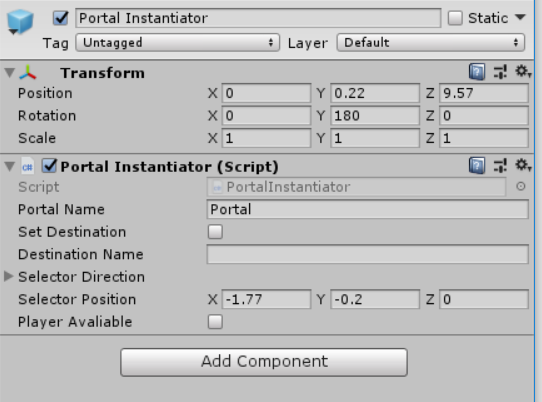 Portal Instantiator Static
Tag Untagged Layer Default
Transform
Position X 0 Y 0.22 Z 9.57
Rotation X 0 Y 180 Z 0
Scale X 1 Y 1 Z 1
c# Portal Instantiator (Script)
Script PortalInstantiator
Portal Name Portal
Set Destination
Destination Name
Selector Direction
Selector Position X -1.77 Y -0.2 Z 0
Player Avaliable
Add Component